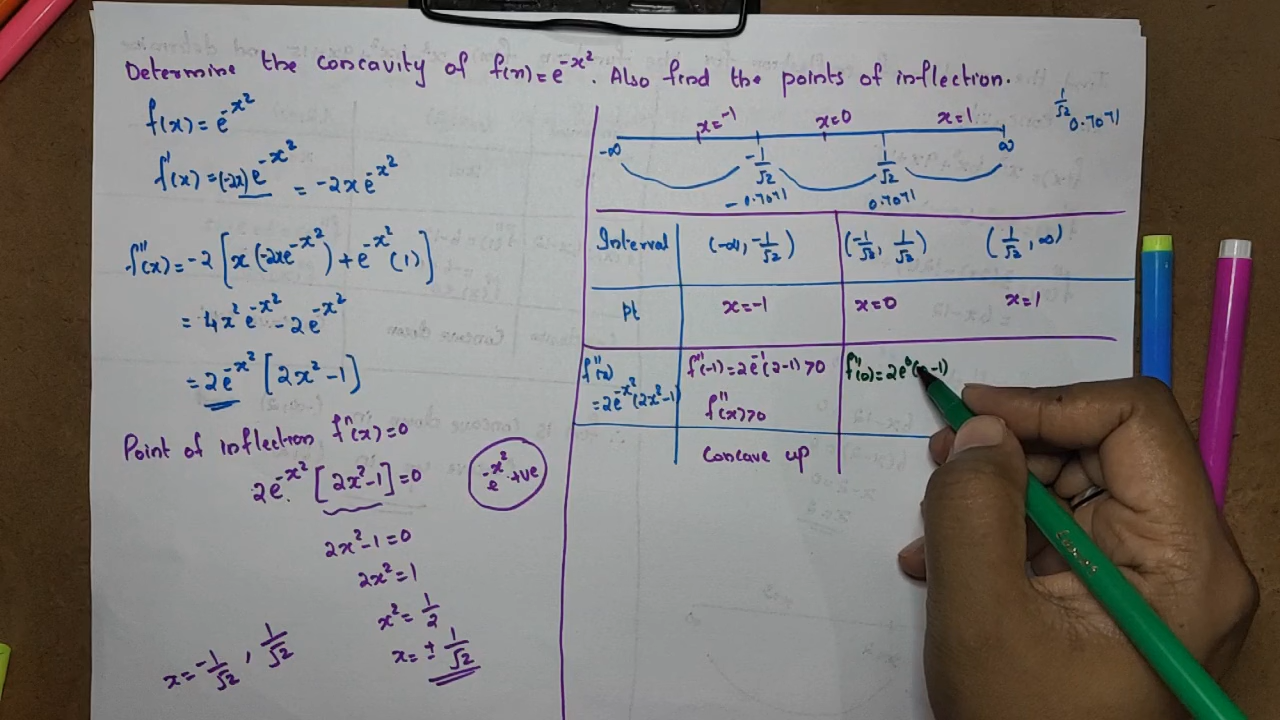 Determine the concavity of f(x)=e^{-x²}. Also find the points of inflection.
f(x)=e^{-x²}
f'(x)=(-2x)e^{-x²} = -2xe^{-x²}
f''(x)=-2[x(-2xe^{-x²})+e^{-x²}(1)]
=4x²e^{-x²}-2e^{-x²}
=2e^{-x²}[2x²-1]
Point of inflection f''(x)=0
2e^{-x²}[2x²-1]=0
e^{-x²} +ve
2x²-1=0
2x²=1
x²=1/2
x=±1/√2
x=-1/√2, 1/√2
x=-1 x=0 x=1
1/√2
0.7071
-∞ -1/√2 1/√2 ∞
-0.7071 0.7071
Interval (-∞,-1/√2) (-1/√2, 1/√2) (1/√2,∞)
Pt x=-1 x=0 x=1
f''(x) f''(-1)=2e^{-1}(2-1)>0 f''(0)=2e^{0}( -1)
=2e^{-x²}(2x²-1) f''(x)>0
Concave up